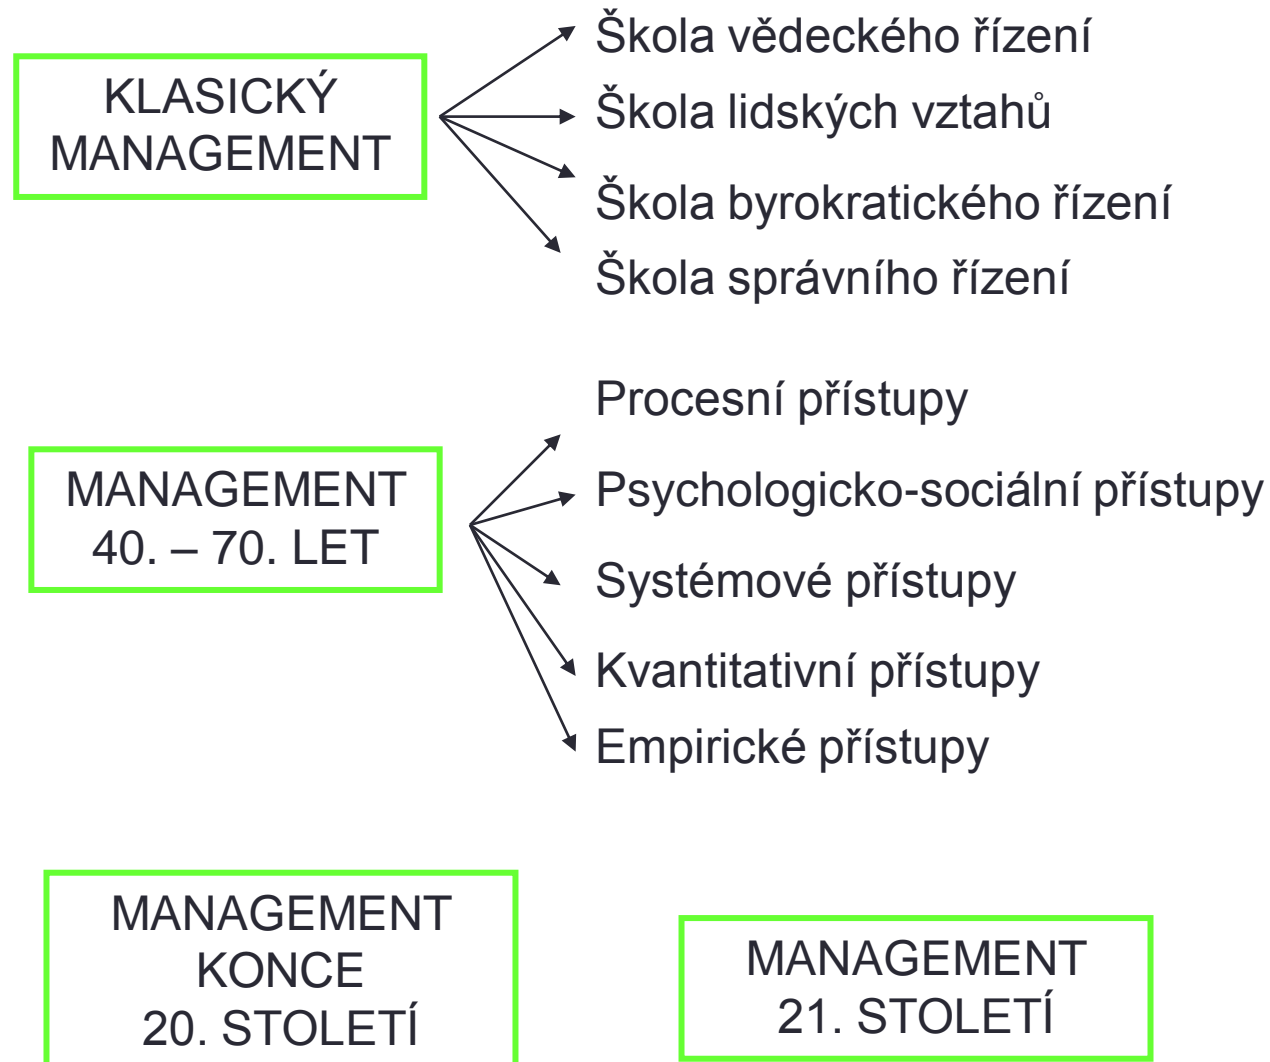 KLASICKÝ
MANAGEMENT
Škola vědeckého řízení
Škola lidských vztahů
Škola byrokratického řízení
Škola správního řízení
MANAGEMENT
40. – 70. LET
Procesní přístupy
Psychologicko-sociální přístupy
Systémové přístupy
Kvantitativní přístupy
Empirické přístupy
MANAGEMENT
KONCE
20. STOLETÍ
MANAGEMENT
21. STOLETÍ